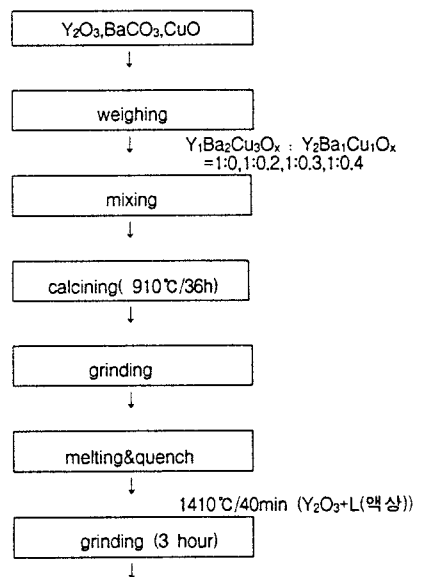 Y₂O₃,BaCO₃,CuO
↓
weighing
↓
Y₁Ba₂Cu₃Oₓ : Y₂Ba₁Cu₁Oₓ
=1:0,1:0.2,1:0.3,1:0.4
mixing
↓
calcining( 910℃/36h)
↓
grinding
↓
melting&quench
↓
1410℃/40min (Y₂O₃+L(액상))
grinding (3 hour)
↓